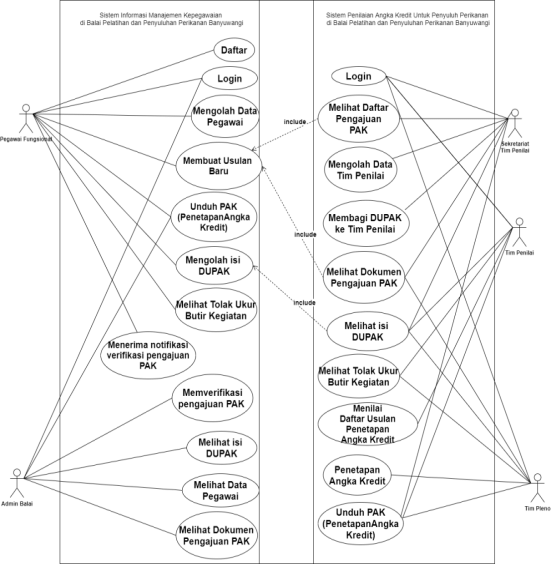 Sistem Informasi Manajemen Kepegawaian
di Balai Pelatihan dan Penyuluhan Perikanan Banyuwangi
Daftar
Login
Mengolah Data
Pegawai
Membuat Usulan
Baru
Unduh PAK
(PenetapanAngka
Kredit)
Mengolah isi
DUPAK
Melihat Tolak Ukur
Butir Kegiatan
Menerima notifikasi
verifikasi pengajuan
PAK
Memverifikasi
pengajuan PAK
Melihat isi
DUPAK
Melihat Data
Pegawai
Melihat Dokumen
Pengajuan PAK
Pegawai Fungsional
Admin Balai
include
include
include
Sistem Penilaian Angka Kredit Untuk Penyuluh Perikanan
di Balai Pelatihan dan Penyuluhan Perikanan Banyuwangi
Login
Melihat Daftar
Pengajuan
PAK
Mengolah Data
Tim Penilai
Membagi DUPAK
ke Tim Penilai
Melihat Dokumen
Pengajuan PAK
Melihat isi
DUPAK
Melihat Tolak Ukur
Butir Kegiatan
Menilai
Daftar Usulan
Penetapan
Angka Kredit
Penetapan
Angka Kredit
Unduh PAK
(PenetapanAngka
Kredit)
Sekretariat
Tim Penilai
Tim Penilai
Tim Pleno